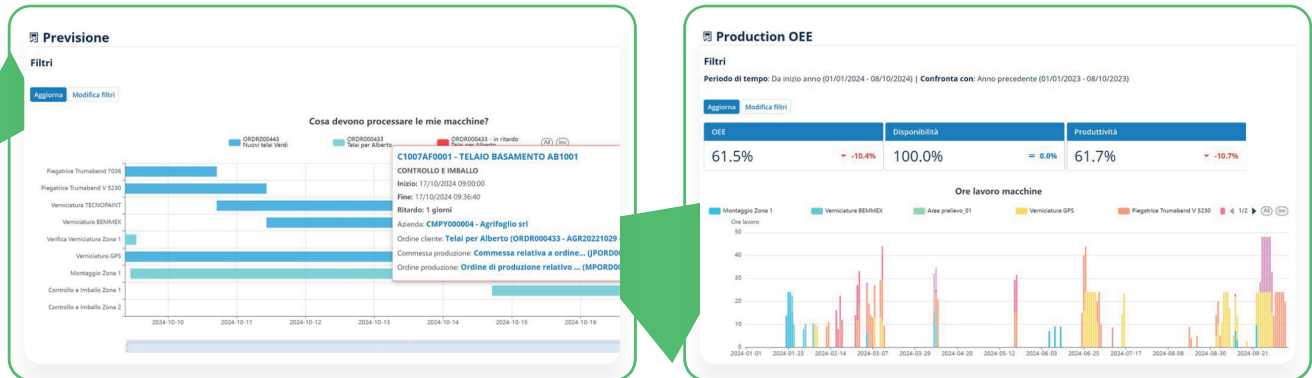 Previsione
Filtri
Aggiorna Modifica filtri
Cosa devono processare le mie macchine?
ORDR000443
Nuovi telai Verdi
ORDR000433
Telai per Alberto
ORDR000433 - in ritardo
Telai per Alberto
All Inv
C1007AF0001 - TELAIO BASAMENTO AB1001
CONTROLLO E IMBALLO
Inizio: 17/10/2024 09:00:00
Fine: 17/10/2024 09:36:40
Ritardo: 1 giorni
Azienda: CMPY000004 - Agrifoglio srl
Ordine cliente: Telai per Alberto (ORDR000433 - AGR20221029 -
Commessa produzione: Commessa relativa a ordine... (JPORD00
Ordine produzione: Ordine di produzione relativo ... (MPORD00
Piegatrice Trumabend 7036
Piegatrice Trumabend V 5230
Verniciatura TECNOPAINT
Verniciatura BEMMEX
Verifica Verniciatura Zona 1
Verniciatura GPS
Montaggio Zona 1
Controllo e Imballo Zona 1
Controllo e Imballo Zona 2
2024-10-10 2024-10-11 2024-10-12 2024-10-13 2024-10-14 2024-10-15 2024-10-16
Production OEE
Filtri
Periodo di tempo: Da inizio anno (01/01/2024 - 08/10/2024) | Confronta con: Anno precedente (01/01/2023 - 08/10/2023)
Aggiorna Modifica filtri
OEE Disponibilità Produttività
61.5% -10.4% 100.0% = 0.0% 61.7% -10.7%
Ore lavoro macchine
Montaggio Zona 1 Verniciatura BEMMEX Area prelievo_01 Verniciatura GPS Piegatrice Trumabend V 5230 1/2 All Inv
Ore lavoro
50
40
30
20
10
0
2024-01-01 2024-01-23 2024-02-14 2024-03-07 2024-03-29 2024-04-20 2024-05-12 2024-06-03 2024-06-25 2024-07-17 2024-08-08 2024-08-30 2024-09-21